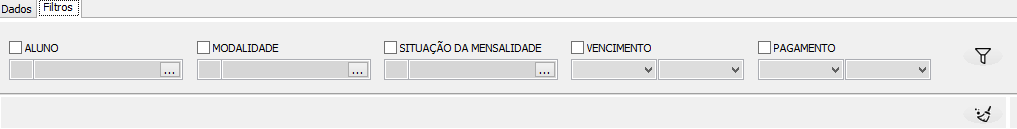 Dados Filtros
ALUNO MODALIDADE SITUAÇÃO DA MENSALIDADE VENCIMENTO PAGAMENTO
... ... ...